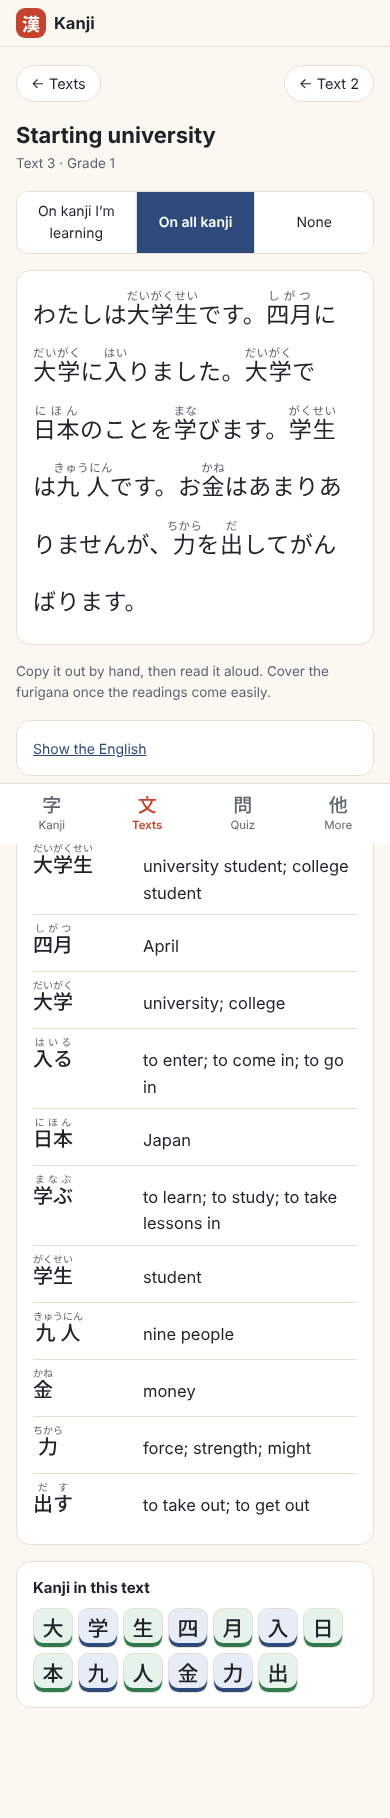 漢 Kanji
← Texts ← Text 2
Starting university
Text 3 · Grade 1
On kanji I'm learning
On all kanji
None
だいがくせい しがつ
わたしは大学生です。四月に
だいがく はい だいがく
大学に入りました。大学で
にほん まな がくせい
日本のことを学びます。学生
きゅうにん かね
は九人です。お金はあまりあ
ちから だ
りませんが、力を出してがん
ばります。
Copy it out by hand, then read it aloud. Cover the
furigana once the readings come easily.
Show the English
字 文 問 他
Kanji Texts Quiz More
だいがくせい
大学生 university student; college
student
しがつ
四月 April
だいがく
大学 university; college
はいる
入る to enter; to come in; to go
in
にほん
日本 Japan
まなぶ
学ぶ to learn; to study; to take
lessons in
がくせい
学生 student
きゅうにん
九人 nine people
かね
金 money
ちから
力 force; strength; might
だす
出す to take out; to get out
Kanji in this text
大 学 生 四 月 入 日
本 九 人 金 力 出